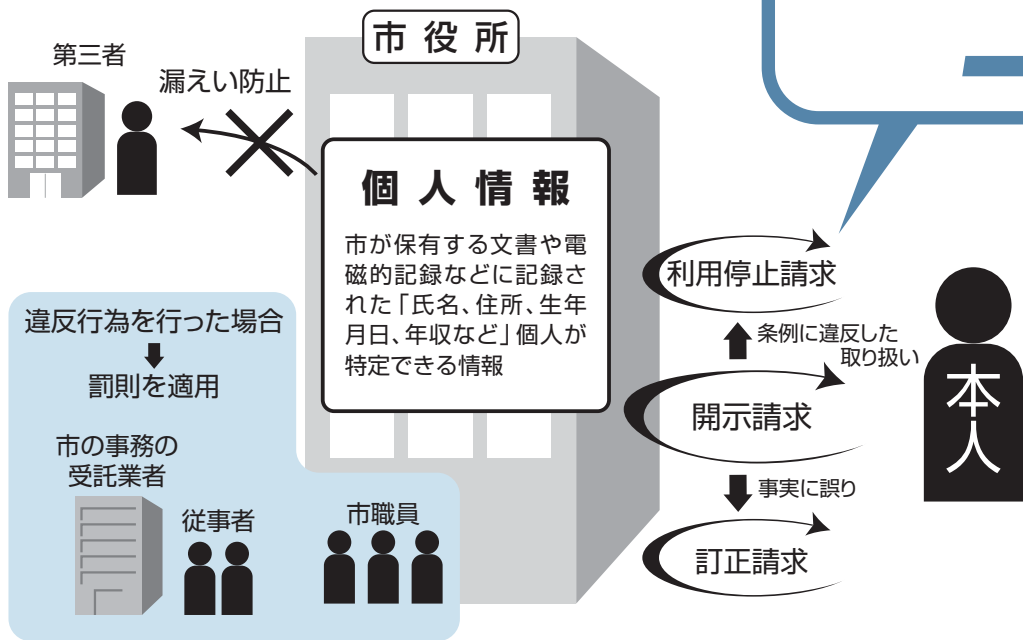 市役所
第三者
漏えい防止
個人情報
市が保有する文書や電
磁的記録などに記録さ
れた「氏名、住所、生年
月日、年収など」個人が
特定できる情報
違反行為を行った場合
罰則を適用
市の事務の
受託業者
従事者
市職員
利用停止請求
条例に違反した
取り扱い
開示請求
事実に誤り
訂正請求
本人